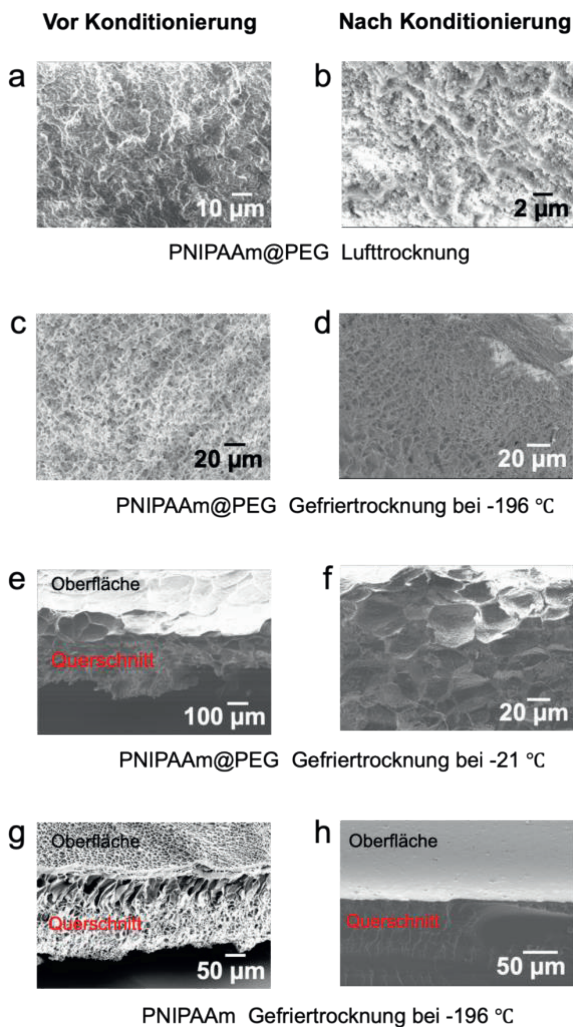 Vor Konditionierung Nach Konditionierung
a b
10 µm 2 µm
PNIPAAm@PEG Lufttrocknung
c d
20 µm 20 µm
PNIPAAm@PEG Gefriertrocknung bei -196 ℃
e f
Oberfläche
Querschnitt
100 µm 20 µm
PNIPAAm@PEG Gefriertrocknung bei -21 ℃
g h
Oberfläche Oberfläche
Querschnitt Querschnitt
50 µm 50 µm
PNIPAAm Gefriertrocknung bei -196 ℃